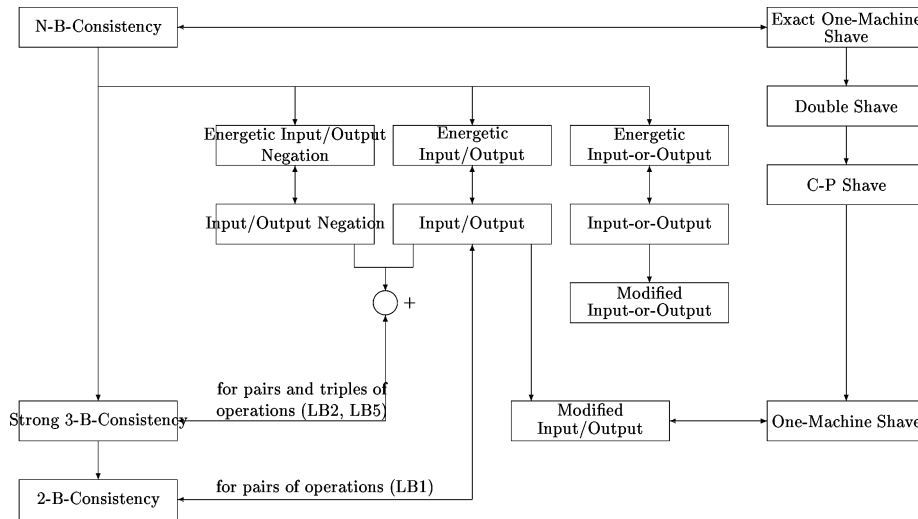 N-B-Consistency
Exact One-Machine
Shave
Double Shave
Energetic Input/Output
Negation
Energetic
Input/Output
Energetic
Input-or-Output
C-P Shave
Input/Output Negation
Input/Output
Input-or-Output
+
Modified
Input-or-Output
for pairs and triples of
operations (LB2, LB5)
Strong 3-B-Consistency
Modified
Input/Output
One-Machine Shave
for pairs of operations (LB1)
2-B-Consistency